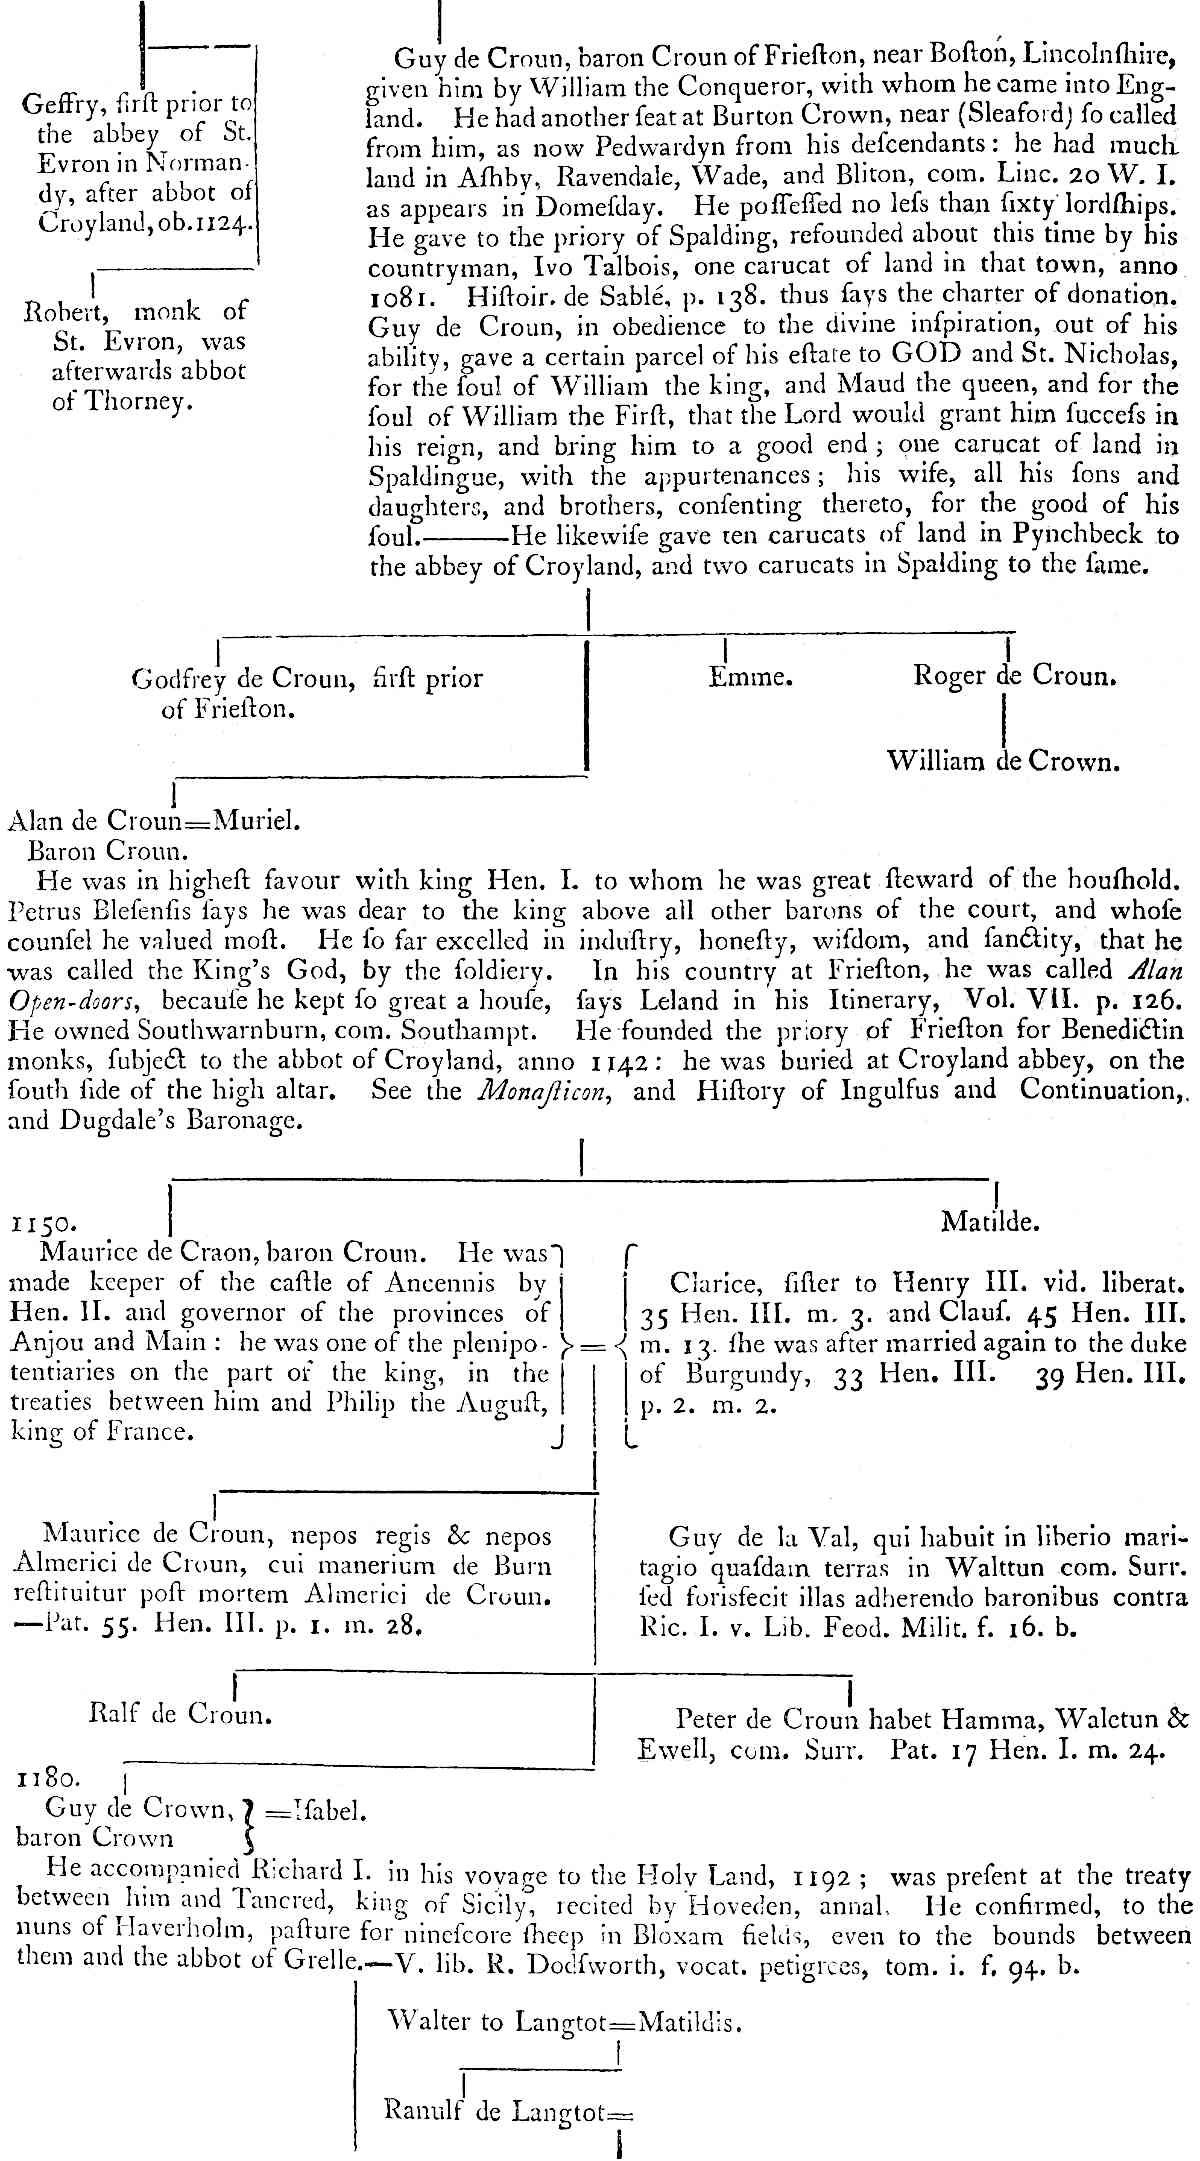 Geffry, firſt prior to
the abbey of St.
Evron in Norman-
dy, after abbot of
Croyland, ob. 1124.
Robert, monk of
St. Evron, was
afterwards abbot
of Thorney.
Guy de Croun, baron Croun of Frieſton, near Boſton, Lincolnſhire,
given him by William the Conqueror, with whom he came into Eng-
land. He had another ſeat at Burton Crown, near (Sleaford) ſo called
from him, as now Pedwardyn from his deſcendants: he had much
land in Aſhby, Ravendale, Wade, and Bliton, com. Linc. 20 W. I.
as appears in Domeſday. He poſſeſſed no leſs than ſixty lordſhips.
He gave to the priory of Spalding, refounded about this time by his
countryman, Ivo Talbois, one carucat of land in that town, anno
1081. Hiſtoir. de Sablé, p. 138. thus ſays the charter of donation.
Guy de Croun, in obedience to the divine inſpiration, out of his
ability, gave a certain parcel of his eſtate to GOD and St. Nicholas,
for the ſoul of William the king, and Maud the queen, and for the
ſoul of William the Firſt, that the Lord would grant him ſucceſs in
his reign, and bring him to a good end; one carucat of land in
Spaldingue, with the appurtenances; his wife, all his ſons and
daughters, and brothers, conſenting thereto, for the good of his
ſoul.———He likewiſe gave ten carucats of land in Pynchbeck to
the abbey of Croyland, and two carucats in Spalding to the ſame.
Godfrey de Croun, firſt prior
of Frieſton.
Emme.
Roger de Croun.
William de Crown.
Alan de Croun=Muriel.
Baron Croun.
He was in higheſt favour with king Hen. I. to whom he was great ſteward of the houſhold.
Petrus Bleſenſis ſays he was dear to the king above all other barons of the court, and whoſe
counſel he valued moſt. He ſo far excelled in induſtry, honeſty, wiſdom, and ſanctity, that he
was called the King's God, by the ſoldiery. In his country at Frieſton, he was called Alan
Open-doors, becauſe he kept ſo great a houſe, ſays Leland in his Itinerary, Vol. VII. p. 126.
He owned Southwarnburn, com. Southampt. He founded the priory of Frieſton for Benedictin
monks, ſubject to the abbot of Croyland, anno 1142: he was buried at Croyland abbey, on the
ſouth ſide of the high altar. See the Monaſticon, and Hiſtory of Ingulfus and Continuation,
and Dugdale's Baronage.
1150.
Maurice de Craon, baron Croun. He was
made keeper of the caſtle of Ancennis by
Hen. II. and governor of the provinces of
Anjou and Main: he was one of the plenipo-
tentiaries on the part of the king, in the
treaties between him and Philip the Auguſt,
king of France.
=
Matilde.
Clarice, ſiſter to Henry III. vid. liberat.
35 Hen. III. m. 3. and Clauſ. 45 Hen. III.
m. 13. ſhe was after married again to the duke
of Burgundy, 33 Hen. III. 39 Hen. III.
p. 2. m. 2.
Maurice de Croun, nepos regis & nepos
Almerici de Croun, cui manerium de Burn
reſtituitur poſt mortem Almerici de Croun.
—Pat. 55. Hen. III. p. 1. m. 28.
Guy de la Val, qui habuit in liberio mari-
tagio quaſdam terras in Walttun com. Surr.
ſed forisfecit illas adherendo baronibus contra
Ric. I. v. Lib. Feod. Milit. f. 16. b.
Ralf de Croun.
Peter de Croun habet Hamma, Waletun &
Ewell, com. Surr. Pat. 17 Hen. I. m. 24.
1180.
Guy de Crown, } =Iſabel.
baron Crown
He accompanied Richard I. in his voyage to the Holy Land, 1192; was preſent at the treaty
between him and Tancred, king of Sicily, recited by Hoveden, annal. He confirmed, to the
nuns of Haverholm, paſture for nineſcore ſheep in Bloxam fields, even to the bounds between
them and the abbot of Grelle.—V. lib. R. Dodſworth, vocat. petigrees, tom. i. f. 94. b.
Walter to Langtot=Matildis.
Ranulf de Langtot=